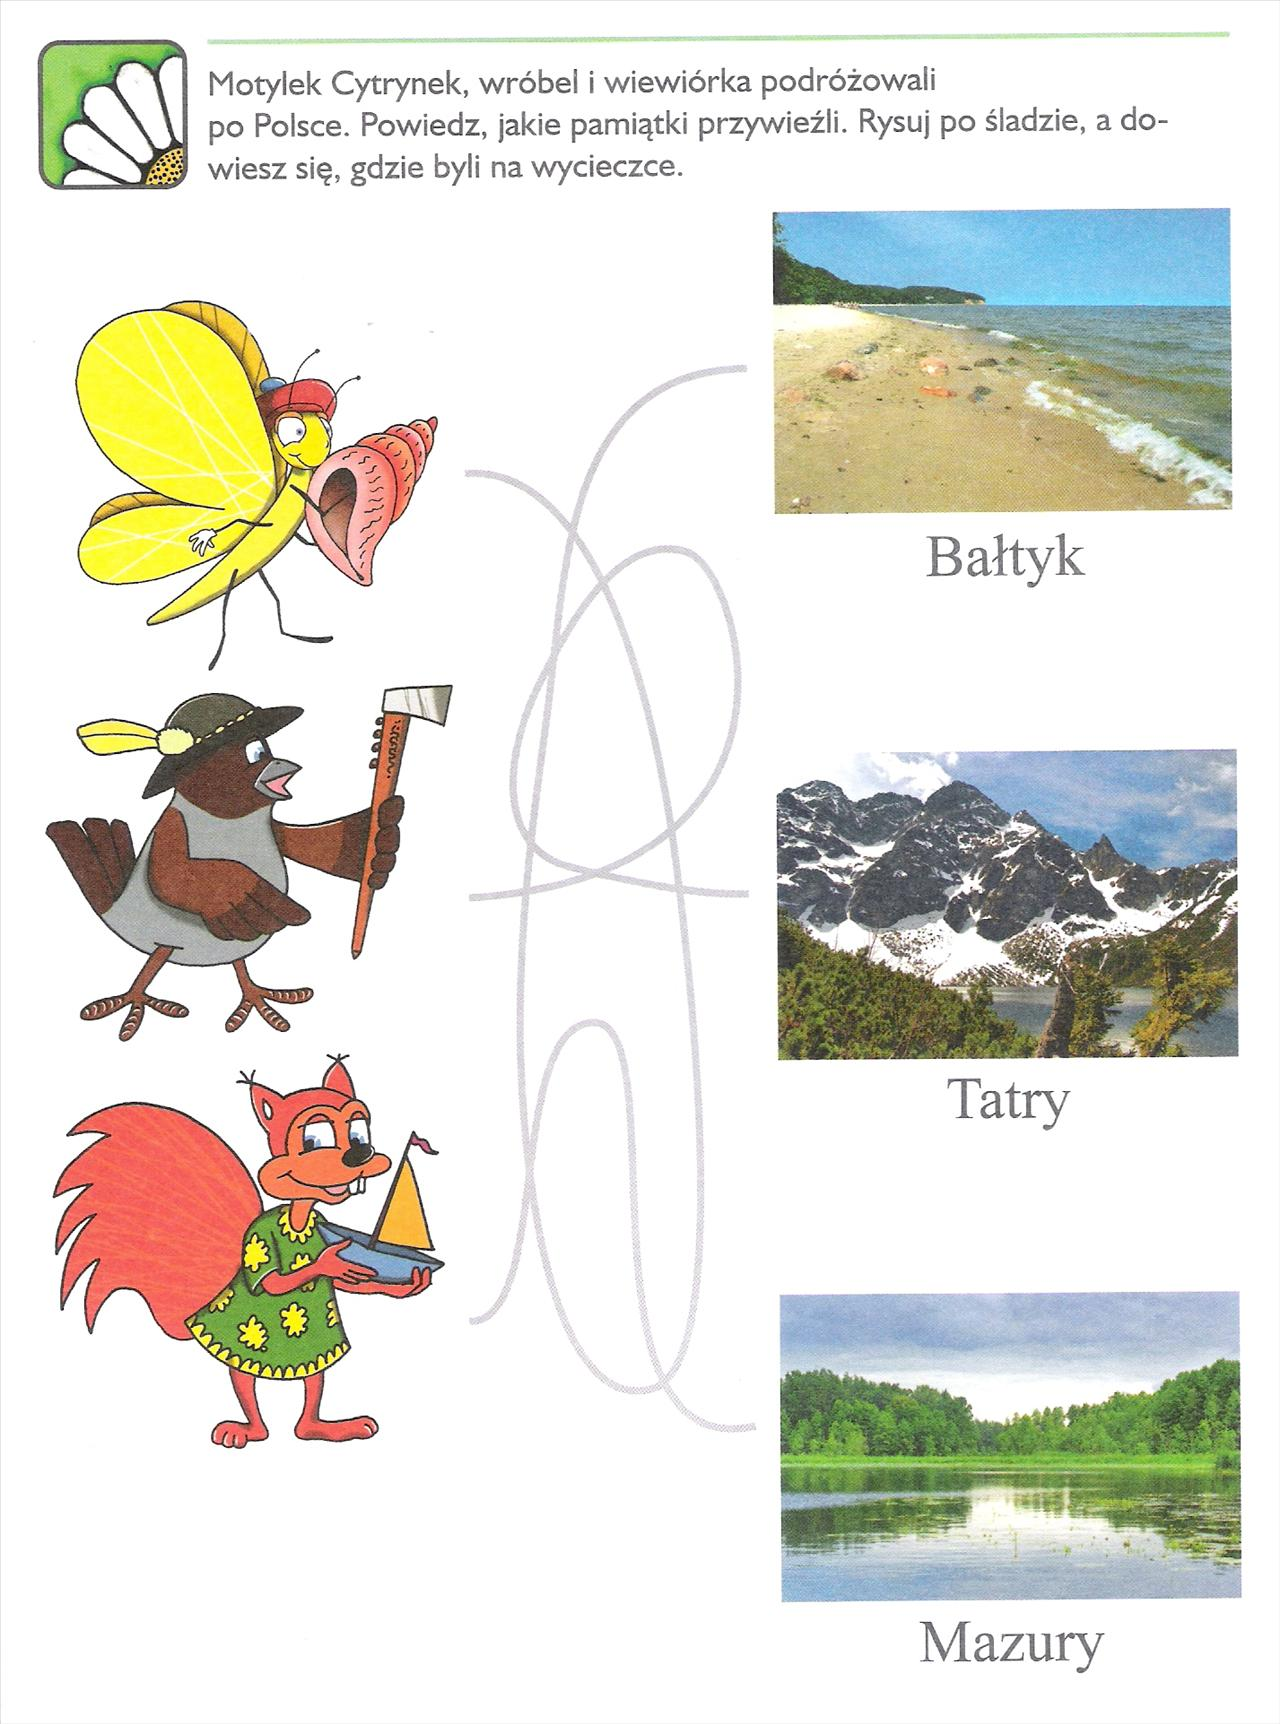 Motylek Cytrynek, wróbel i wiewiórka podróżowali
po Polsce. Powiedz, jakie pamiątki przywieźli. Rysuj po śladzie, a do-
wiesz się, gdzie byli na wycieczce.
Bałtyk
Tatry
Mazury